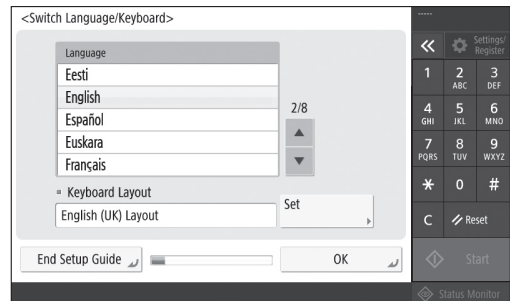 <Switch Language/Keyboard>
Language
Eesti
English
Español
Euskara
Français
2/8
Keyboard Layout
English (UK) Layout
Set
End Setup Guide
OK
-----
Settings/
Register
1
2 ABC
3 DEF
4 GHI
5 JKL
6 MNO
7 PQRS
8 TUV
9 WXYZ
*
0
#
C
Reset
Start
Status Monitor